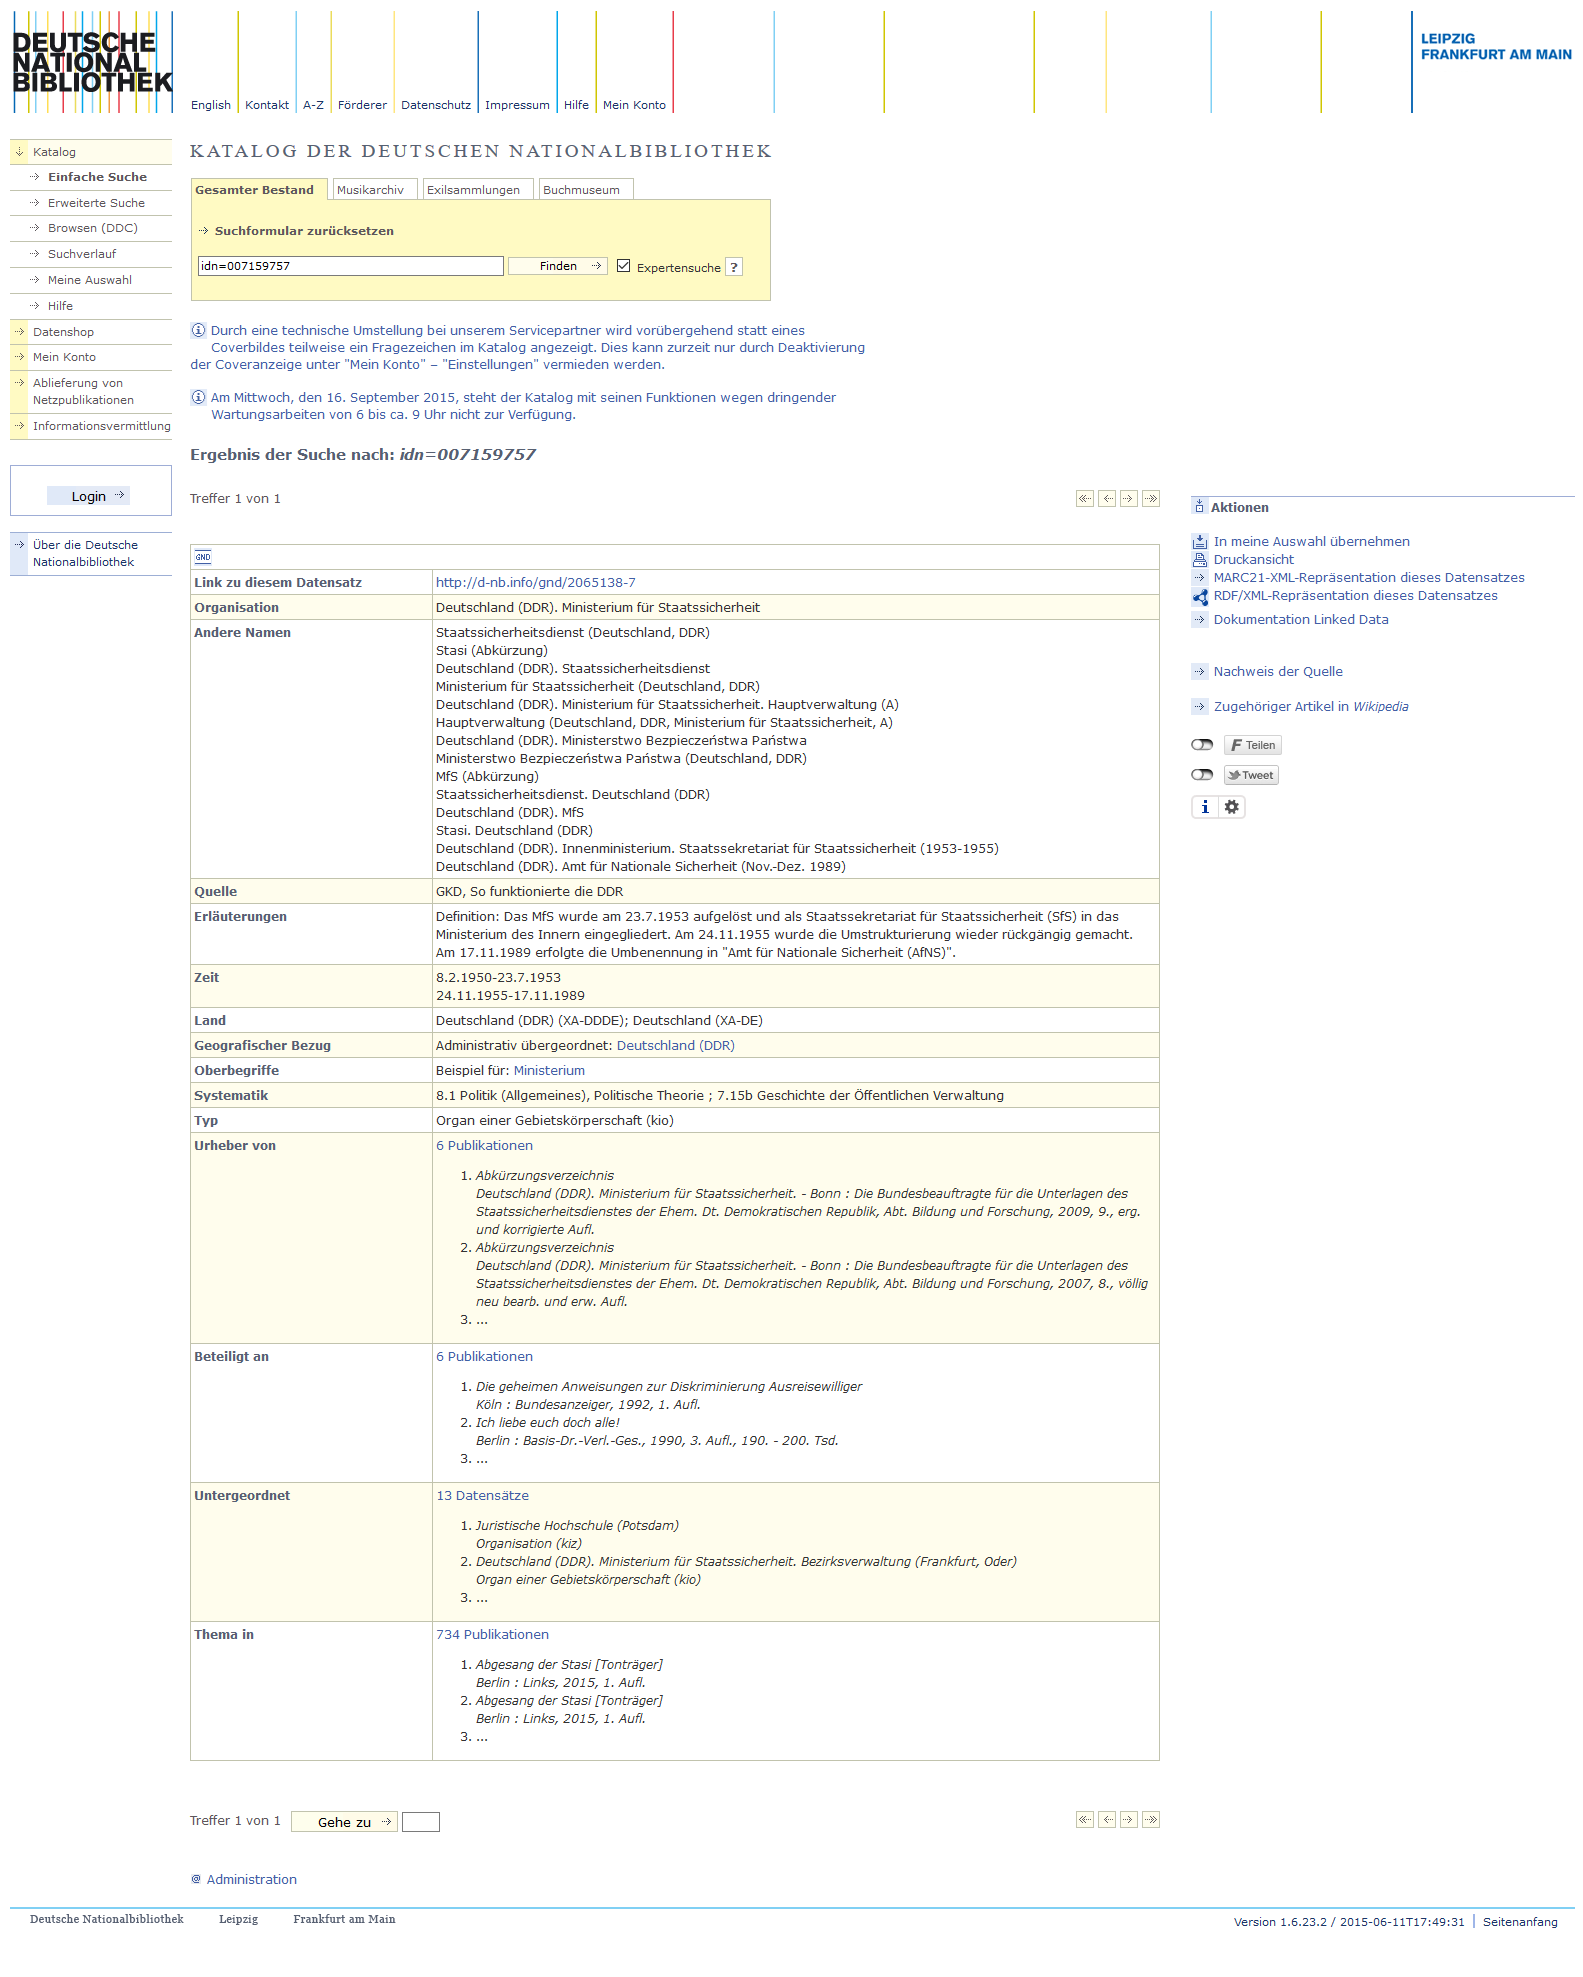 DEUTSCHE
NATIONAL
BIBLIOTHEK
LEIPZIG
FRANKFURT AM MAIN
English Kontakt A-Z Förderer Datenschutz Impressum Hilfe Mein Konto
Katalog
Einfache Suche
Erweiterte Suche
Browsen (DDC)
Suchverlauf
Meine Auswahl
Hilfe
Datenshop
Mein Konto
Ablieferung von
Netzpublikationen
Informationsvermittlung
Login
Über die Deutsche
Nationalbibliothek
KATALOG DER DEUTSCHEN NATIONALBIBLIOTHEK
Gesamter Bestand Musikarchiv Exilsammlungen Buchmuseum
Suchformular zurücksetzen
idn=007159757 Finden Expertensuche ?
Durch eine technische Umstellung bei unserem Servicepartner wird vorübergehend statt eines
Coverbildes teilweise ein Fragezeichen im Katalog angezeigt. Dies kann zurzeit nur durch Deaktivierung
der Coveranzeige unter "Mein Konto" – "Einstellungen" vermieden werden.
Am Mittwoch, den 16. September 2015, steht der Katalog mit seinen Funktionen wegen dringender
Wartungsarbeiten von 6 bis ca. 9 Uhr nicht zur Verfügung.
Ergebnis der Suche nach: idn=007159757
Treffer 1 von 1
GND
Link zu diesem Datensatz http://d-nb.info/gnd/2065138-7
Organisation Deutschland (DDR). Ministerium für Staatssicherheit
Andere Namen Staatssicherheitsdienst (Deutschland, DDR)
Stasi (Abkürzung)
Deutschland (DDR). Staatssicherheitsdienst
Ministerium für Staatssicherheit (Deutschland, DDR)
Deutschland (DDR). Ministerium für Staatssicherheit. Hauptverwaltung (A)
Hauptverwaltung (Deutschland, DDR, Ministerium für Staatssicherheit, A)
Deutschland (DDR). Ministerstwo Bezpieczeństwa Państwa
Ministerstwo Bezpieczeństwa Państwa (Deutschland, DDR)
MfS (Abkürzung)
Staatssicherheitsdienst. Deutschland (DDR)
Deutschland (DDR). MfS
Stasi. Deutschland (DDR)
Deutschland (DDR). Innenministerium. Staatssekretariat für Staatssicherheit (1953-1955)
Deutschland (DDR). Amt für Nationale Sicherheit (Nov.-Dez. 1989)
Quelle GKD, So funktionierte die DDR
Erläuterungen Definition: Das MfS wurde am 23.7.1953 aufgelöst und als Staatssekretariat für Staatssicherheit (SfS) in das
Ministerium des Innern eingegliedert. Am 24.11.1955 wurde die Umstrukturierung wieder rückgängig gemacht.
Am 17.11.1989 erfolgte die Umbenennung in "Amt für Nationale Sicherheit (AfNS)".
Zeit 8.2.1950-23.7.1953
24.11.1955-17.11.1989
Land Deutschland (DDR) (XA-DDDE); Deutschland (XA-DE)
Geografischer Bezug Administrativ übergeordnet: Deutschland (DDR)
Oberbegriffe Beispiel für: Ministerium
Systematik 8.1 Politik (Allgemeines), Politische Theorie ; 7.15b Geschichte der Öffentlichen Verwaltung
Typ Organ einer Gebietskörperschaft (kio)
Urheber von 6 Publikationen
1. Abkürzungsverzeichnis
Deutschland (DDR). Ministerium für Staatssicherheit. - Bonn : Die Bundesbeauftragte für die Unterlagen des
Staatssicherheitsdienstes der Ehem. Dt. Demokratischen Republik, Abt. Bildung und Forschung, 2009, 9., erg.
und korrigierte Aufl.
2. Abkürzungsverzeichnis
Deutschland (DDR). Ministerium für Staatssicherheit. - Bonn : Die Bundesbeauftragte für die Unterlagen des
Staatssicherheitsdienstes der Ehem. Dt. Demokratischen Republik, Abt. Bildung und Forschung, 2007, 8., völlig
neu bearb. und erw. Aufl.
3. ...
Beteiligt an 6 Publikationen
1. Die geheimen Anweisungen zur Diskriminierung Ausreisewilliger
Köln : Bundesanzeiger, 1992, 1. Aufl.
2. Ich liebe euch doch alle!
Berlin : Basis-Dr.-Verl.-Ges., 1990, 3. Aufl., 190. - 200. Tsd.
3. ...
Untergeordnet 13 Datensätze
1. Juristische Hochschule (Potsdam)
Organisation (kiz)
2. Deutschland (DDR). Ministerium für Staatssicherheit. Bezirksverwaltung (Frankfurt, Oder)
Organ einer Gebietskörperschaft (kio)
3. ...
Thema in 734 Publikationen
1. Abgesang der Stasi [Tonträger]
Berlin : Links, 2015, 1. Aufl.
2. Abgesang der Stasi [Tonträger]
Berlin : Links, 2015, 1. Aufl.
3. ...
Treffer 1 von 1 Gehe zu
@ Administration
Aktionen
In meine Auswahl übernehmen
Druckansicht
MARC21-XML-Repräsentation dieses Datensatzes
RDF/XML-Repräsentation dieses Datensatzes
Dokumentation Linked Data
Nachweis der Quelle
Zugehöriger Artikel in Wikipedia
F Teilen
Tweet
i
Deutsche Nationalbibliothek Leipzig Frankfurt am Main
Version 1.6.23.2 / 2015-06-11T17:49:31 | Seitenanfang